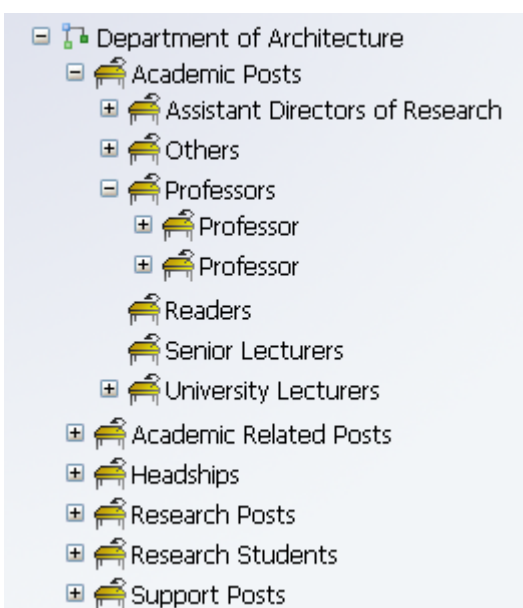 Department of Architecture
Academic Posts
Assistant Directors of Research
Others
Professors
Professor
Professor
Readers
Senior Lecturers
University Lecturers
Academic Related Posts
Headships
Research Posts
Research Students
Support Posts